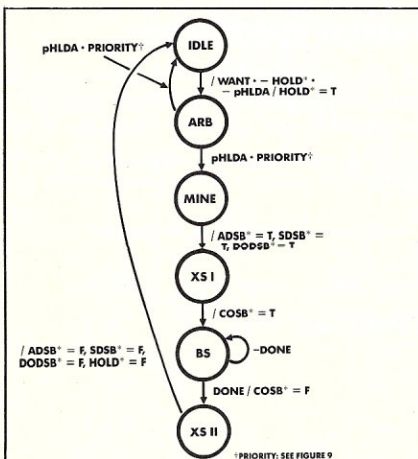 IDLE
pHLDA • PRIORITY†
/ WANT • – HOLD* •
– pHLDA / HOLD* = T
ARB
pHLDA • PRIORITY†
MINE
/ ADSB* = T, SDSB* =
T, DODSB* – T
XS I
/ COSB* = T
BS
–DONE
/ ADSB* = F, SDSB* = F,
DODSB* = F, HOLD* = F
DONE / COSB* = F
XS II
†PRIORITY: SEE FIGURE 9